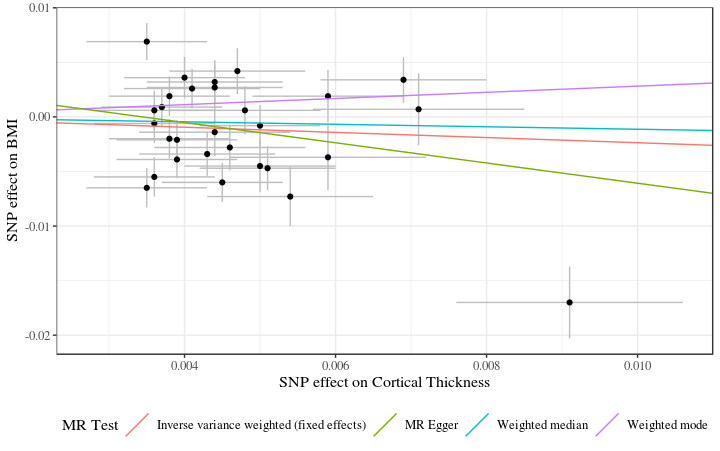 0.01
0.00
-0.01
-0.02
SNP effect on BMI
0.004 0.006 0.008 0.010
SNP effect on Cortical Thickness
MR Test Inverse variance weighted (fixed effects) MR Egger Weighted median Weighted mode